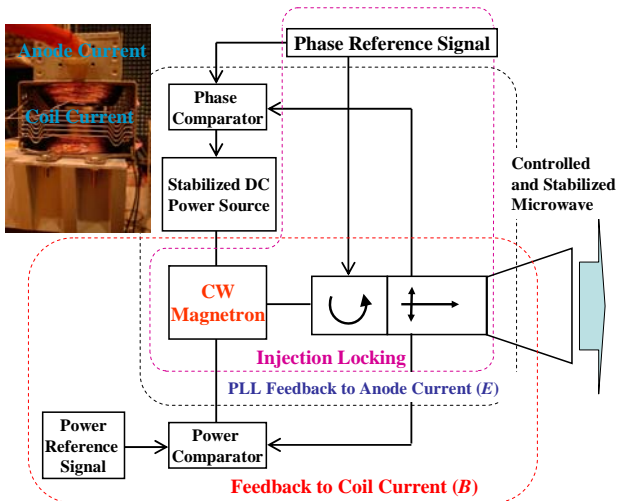 Anode Current
Coil Current
Phase Reference Signal
Phase
Comparator
Stabilized DC
Power Source
Controlled
and Stabilized
Microwave
CW
Magnetron
Injection Locking
PLL Feedback to Anode Current (E)
Power
Reference
Signal
Power
Comparator
Feedback to Coil Current (B)